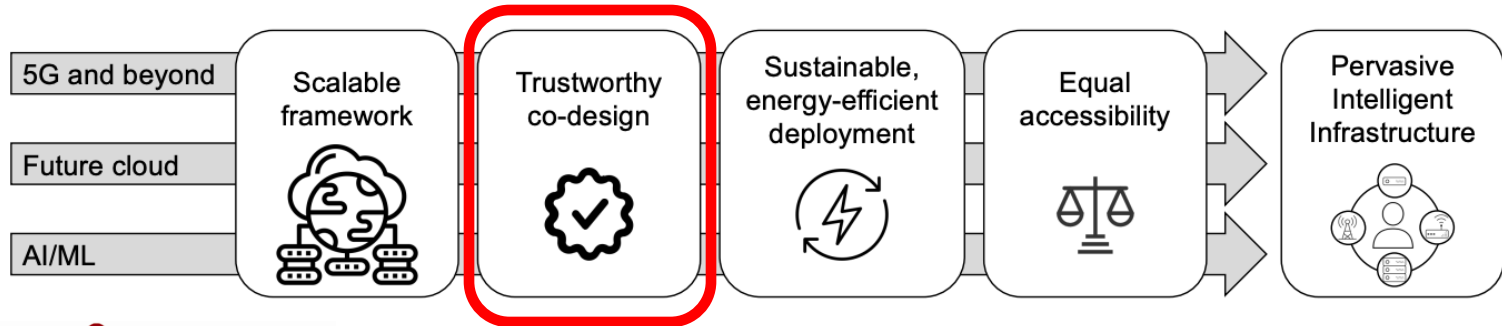 5G and beyond
Future cloud
AI/ML
Scalable
framework
Trustworthy
co-design
Sustainable,
energy-efficient
deployment
Equal
accessibility
Pervasive
Intelligent
Infrastructure